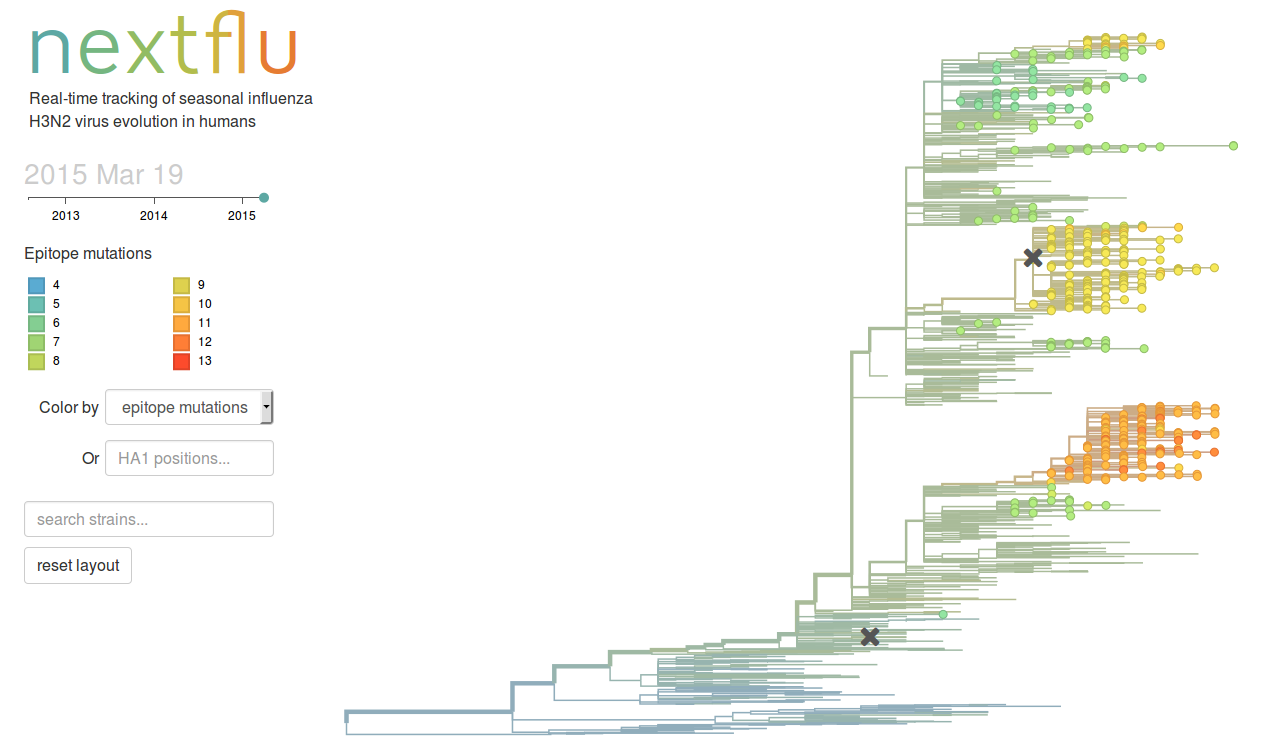 nextflu
Real-time tracking of seasonal influenza
H3N2 virus evolution in humans
2015 Mar 19
2013 2014 2015
Epitope mutations
4 9
5 10
6 11
7 12
8 13
Color by epitope mutations
Or HA1 positions...
search strains...
reset layout